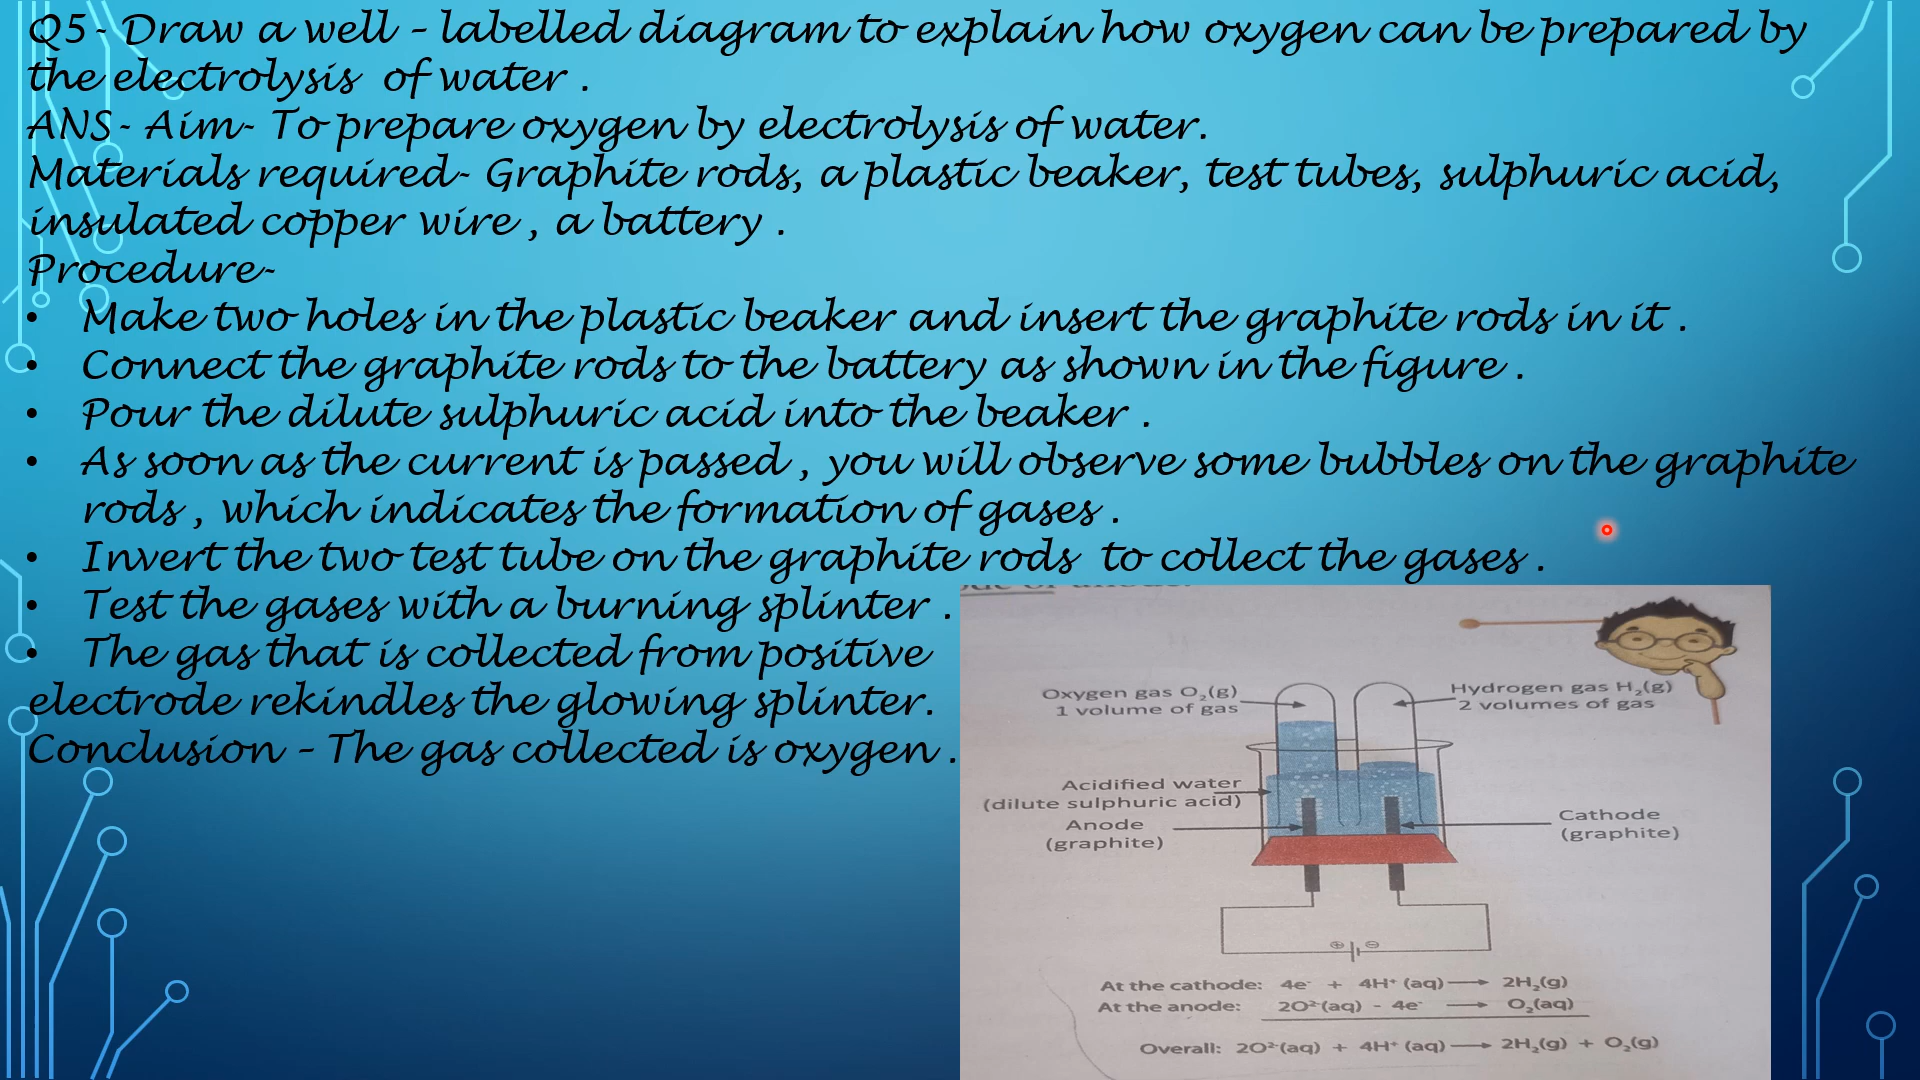 Q5- Draw a well – labelled diagram to explain how oxygen can be prepared by
the electrolysis of water .
ANS- Aim- To prepare oxygen by electrolysis of water.
Materials required- Graphite rods, a plastic beaker, test tubes, sulphuric acid,
insulated copper wire , a battery .
Procedure-
• Make two holes in the plastic beaker and insert the graphite rods in it .
• Connect the graphite rods to the battery as shown in the figure .
• Pour the dilute sulphuric acid into the beaker .
• As soon as the current is passed , you will observe some bubbles on the graphite
rods , which indicates the formation of gases .
• Invert the two test tube on the graphite rods to collect the gases .
• Test the gases with a burning splinter .
• The gas that is collected from positive
electrode rekindles the glowing splinter.
Conclusion – The gas collected is oxygen .
Oxygen gas O₂(g)
1 volume of gas
Hydrogen gas H₂(g)
2 volumes of gas
Acidified water
(dilute sulphuric acid)
Anode
(graphite)
Cathode
(graphite)
⊕ ⊖
At the cathode: 4e⁻ + 4H⁺ (aq) ⟶ 2H₂(g)
At the anode: 2O²⁻(aq) - 4e⁻ ⟶ O₂(aq)
Overall: 2O²⁻(aq) + 4H⁺ (aq) ⟶ 2H₂(g) + O₂(g)